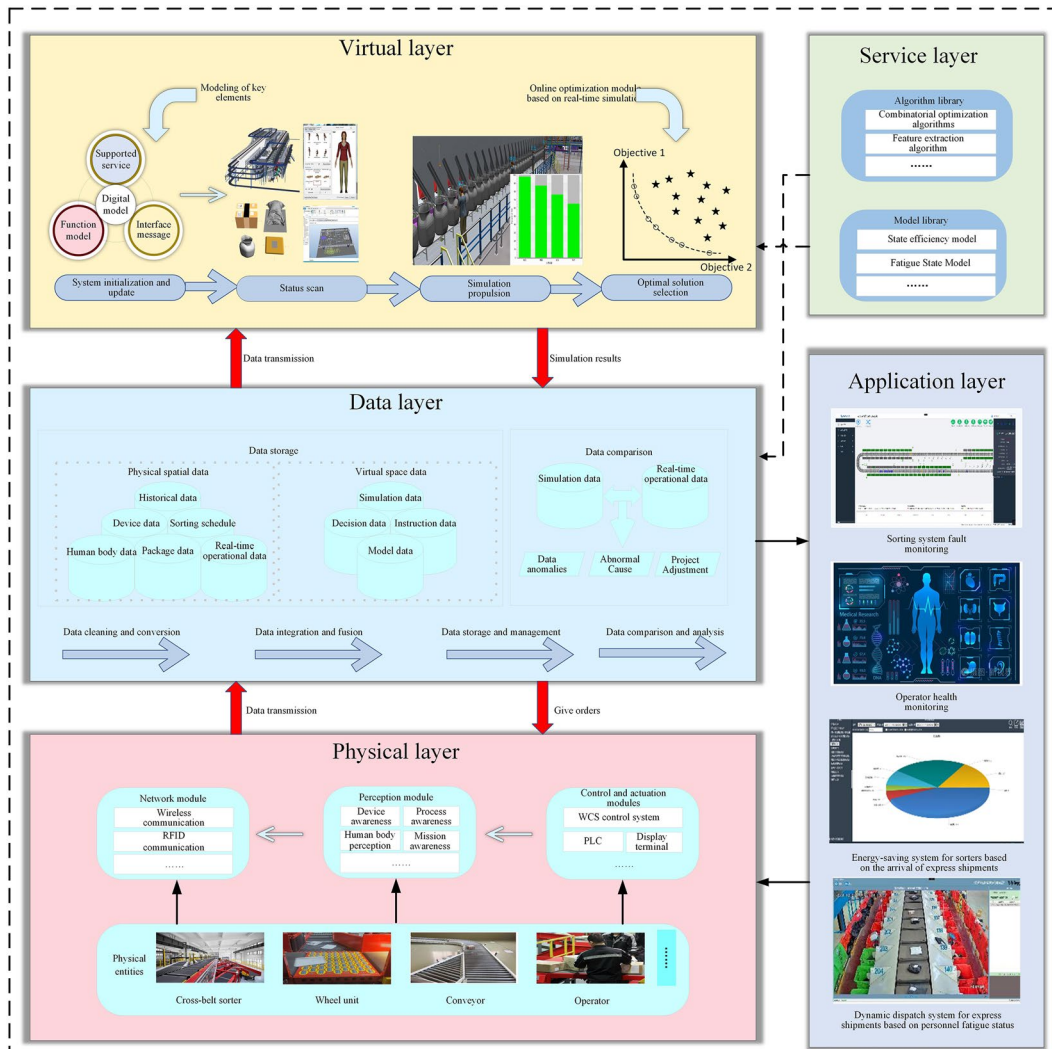 Virtual layer
Modeling of key
elements
Online optimization module
based on real-time simulation
Supported
service
Digital
model
Function
model
Interface
message
Objective 1
Objective 2
System initialization and
update
Status scan
Simulation
propulsion
Optimal solution
selection
Data transmission
Simulation results
Service layer
Algorithm library
Combinatorial optimization
algorithms
Feature extraction
algorithm
......
Model library
State efficiency model
Fatigue State Model
......
Data layer
Data storage
Physical spatial data
Historical data
Device data
Sorting schedule
Human body data
Package data
Real-time
operational data
Virtual space data
Simulation data
Decision data
Instruction data
Model data
Data comparison
Simulation data
Real-time
operational data
Data
anomalies
Abnormal
Cause
Project
Adjustment
Data cleaning and conversion
Data integration and fusion
Data storage and management
Data comparison and analysis
Data transmission
Give orders
Application layer
Sorting system fault
monitoring
Medical Research
Operator health
monitoring
Energy-saving system for sorters based
on the arrival of express shipments
Dynamic dispatch system for express
shipments based on personnel fatigue status
Physical layer
Network module
Wireless
communication
RFID
communication
......
Perception module
Device
awareness
Process
awareness
Human body
perception
Mission
awareness
......
Control and actuation
modules
WCS control system
PLC
Display
terminal
......
Physical
entities
Cross-belt sorter
Wheel unit
Conveyor
Operator
......